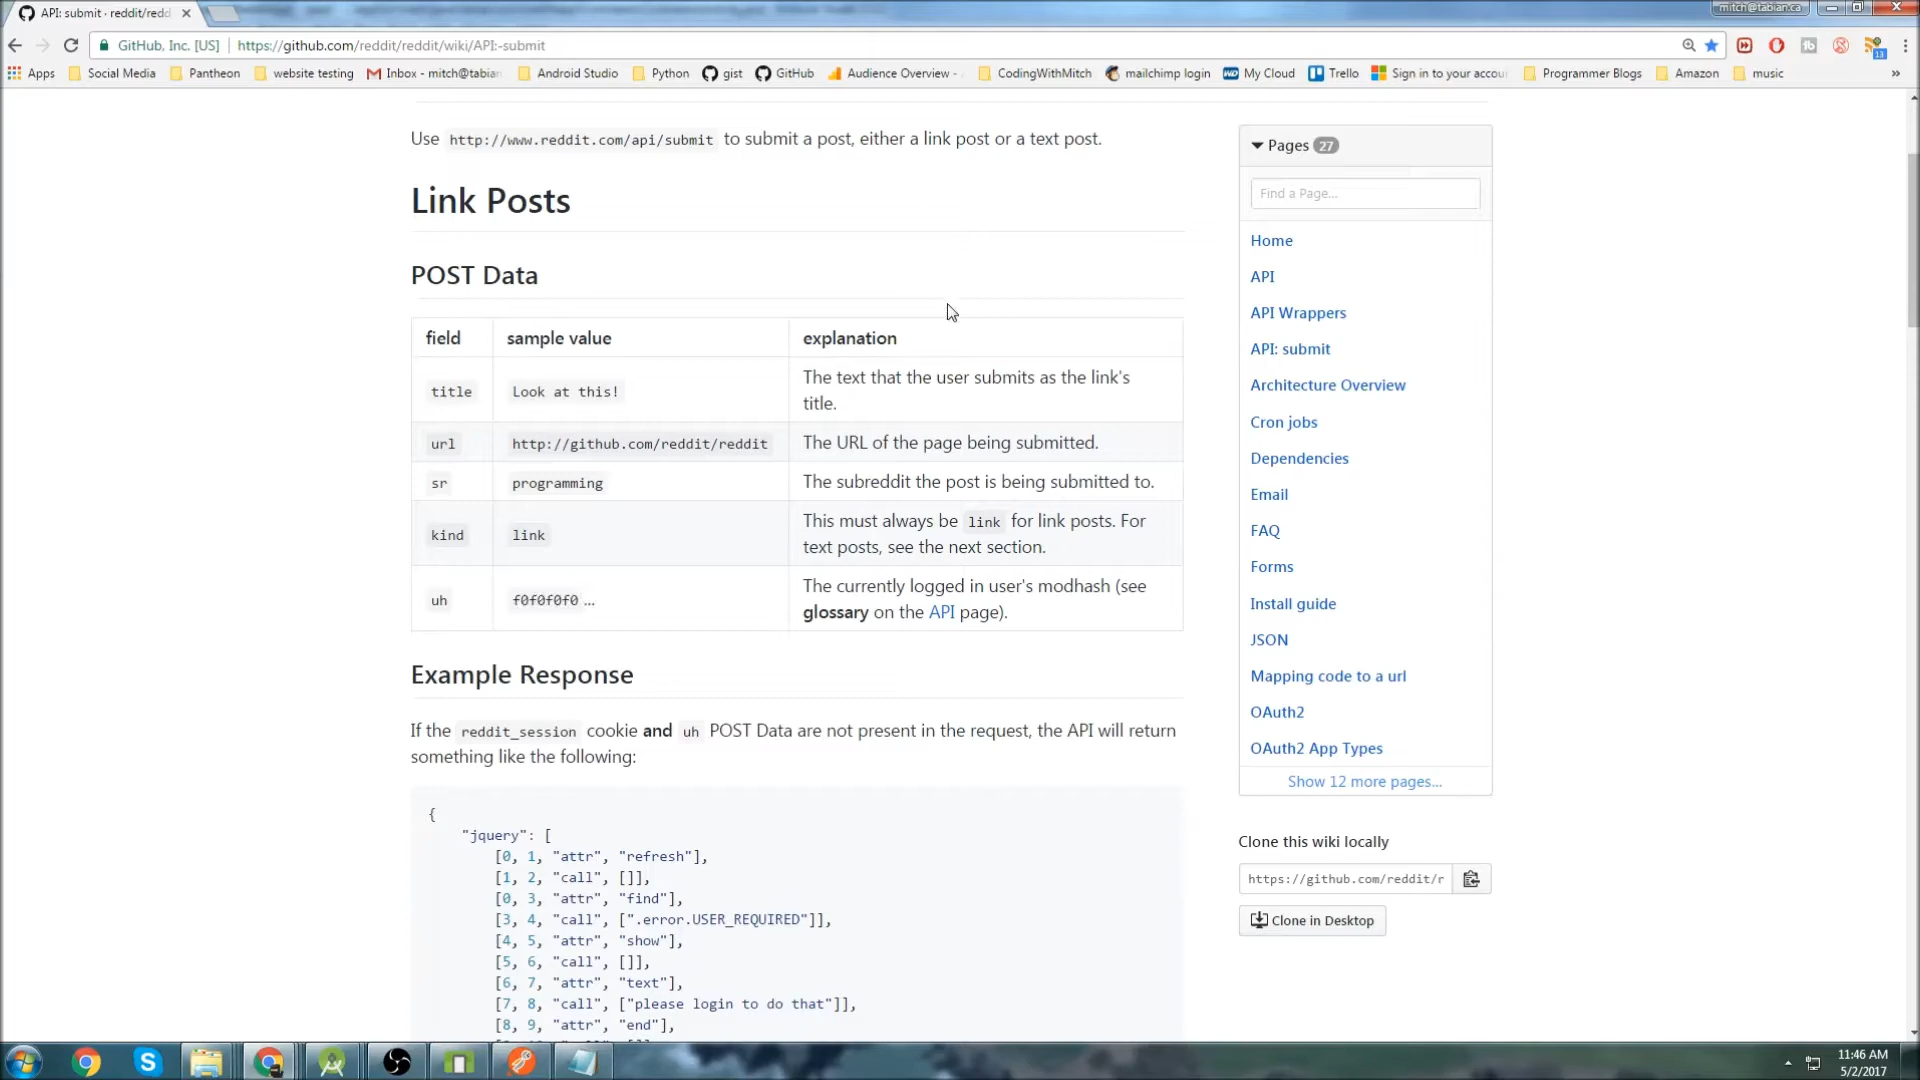 API: submit · reddit/redd
mitch@tabian.ca
GitHub, Inc. [US]
https://github.com/reddit/reddit/wiki/API:-submit
13
Apps
Social Media
Pantheon
website testing
Inbox - mitch@tabian
Android Studio
Python
gist
GitHub
Audience Overview -
CodingWithMitch
mailchimp login
My Cloud
Trello
Sign in to your accou
Programmer Blogs
Amazon
music
»
Use http://www.reddit.com/api/submit to submit a post, either a link post or a text post.
Link Posts
POST Data
field sample value explanation
title Look at this! The text that the user submits as the link's
title.
url http://github.com/reddit/reddit The URL of the page being submitted.
sr programming The subreddit the post is being submitted to.
kind link This must always be link for link posts. For
text posts, see the next section.
uh f0f0f0f0 … The currently logged in user's modhash (see
glossary on the API page).
Example Response
If the reddit_session cookie and uh POST Data are not present in the request, the API will return
something like the following:
{
"jquery": [
[0, 1, "attr", "refresh"],
[1, 2, "call", []],
[0, 3, "attr", "find"],
[3, 4, "call", [".error.USER_REQUIRED"]],
[4, 5, "attr", "show"],
[5, 6, "call", []],
[6, 7, "attr", "text"],
[7, 8, "call", ["please login to do that"]],
[8, 9, "attr", "end"],
Pages 27
Find a Page…
Home
API
API Wrappers
API: submit
Architecture Overview
Cron jobs
Dependencies
Email
FAQ
Forms
Install guide
JSON
Mapping code to a url
OAuth2
OAuth2 App Types
Show 12 more pages…
Clone this wiki locally
https://github.com/reddit/r
Clone in Desktop
11:46 AM
5/2/2017